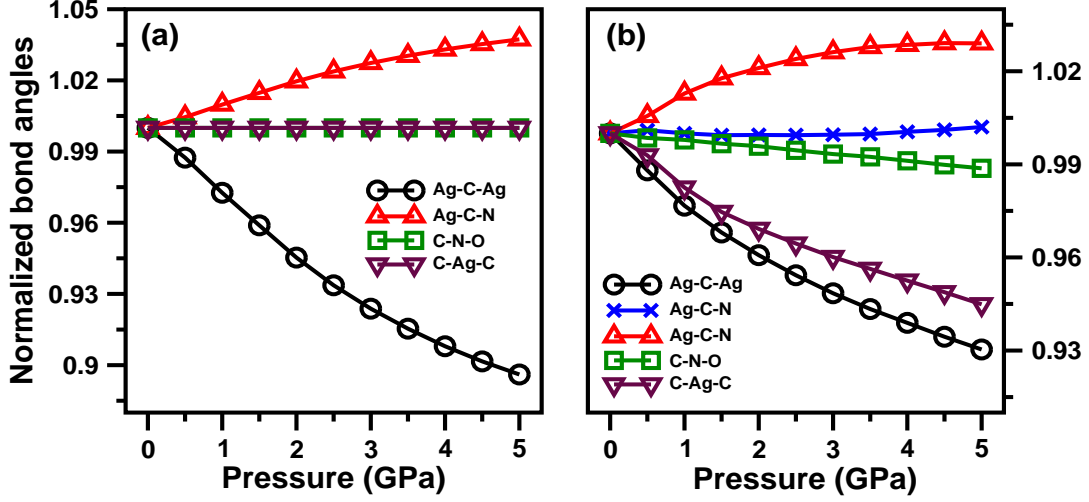 Normalized bond angles
1.05
1.02
0.99
0.96
0.93
0.9
(a)
Ag-C-Ag
Ag-C-N
C-N-O
C-Ag-C
0 1 2 3 4 5
Pressure (GPa)
(b)
Ag-C-Ag
Ag-C-N
Ag-C-N
C-N-O
C-Ag-C
0 1 2 3 4 5
Pressure (GPa)
1.02
0.99
0.96
0.93